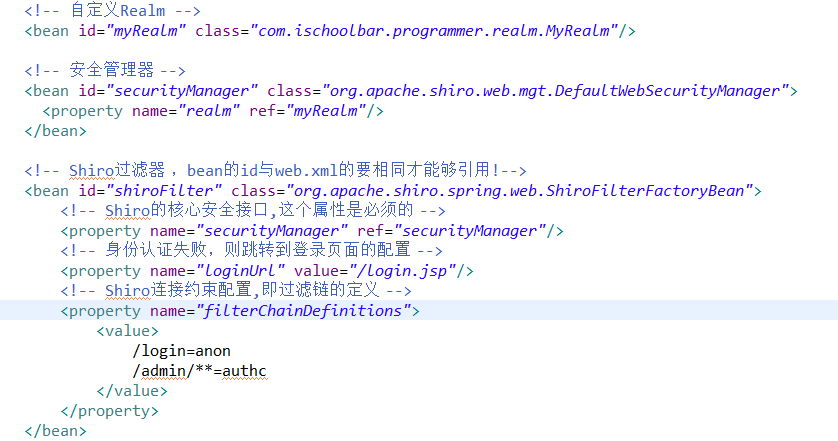 <!-- 自定义Realm -->
<bean id="myRealm" class="com.ischoolbar.programmer.realm.MyRealm"/>
<!-- 安全管理器 -->
<bean id="securityManager" class="org.apache.shiro.web.mgt.DefaultWebSecurityManager">
<property name="realm" ref="myRealm"/>
</bean>
<!-- Shiro过滤器 ，bean的id与web.xml的要相同才能够引用!-->
<bean id="shiroFilter" class="org.apache.shiro.spring.web.ShiroFilterFactoryBean">
<!-- Shiro的核心安全接口,这个属性是必须的 -->
<property name="securityManager" ref="securityManager"/>
<!-- 身份认证失败，则跳转到登录页面的配置 -->
<property name="loginUrl" value="/login.jsp"/>
<!-- Shiro连接约束配置,即过滤链的定义 -->
<property name="filterChainDefinitions">
<value>
/login=anon
/admin/**=authc
</value>
</property>
</bean>